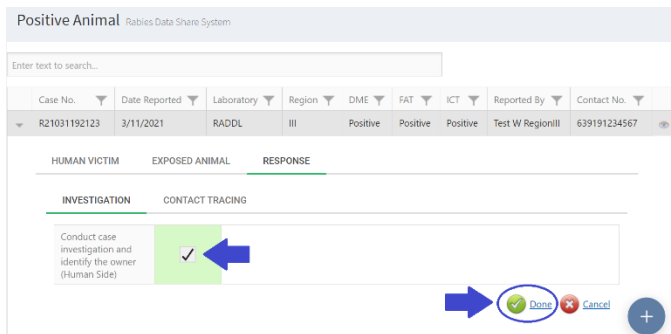 Positive Animal Rabies Data Share System
Enter text to search...
Case No. Date Reported Laboratory Region DME FAT ICT Reported By Contact No.
R21031192123 3/11/2021 RADDL III Positive Positive Positive Test W RegionIII 639191234567
HUMAN VICTIM EXPOSED ANIMAL RESPONSE
INVESTIGATION CONTACT TRACING
Conduct case
investigation and
identify the owner
(Human Side)
Done Cancel